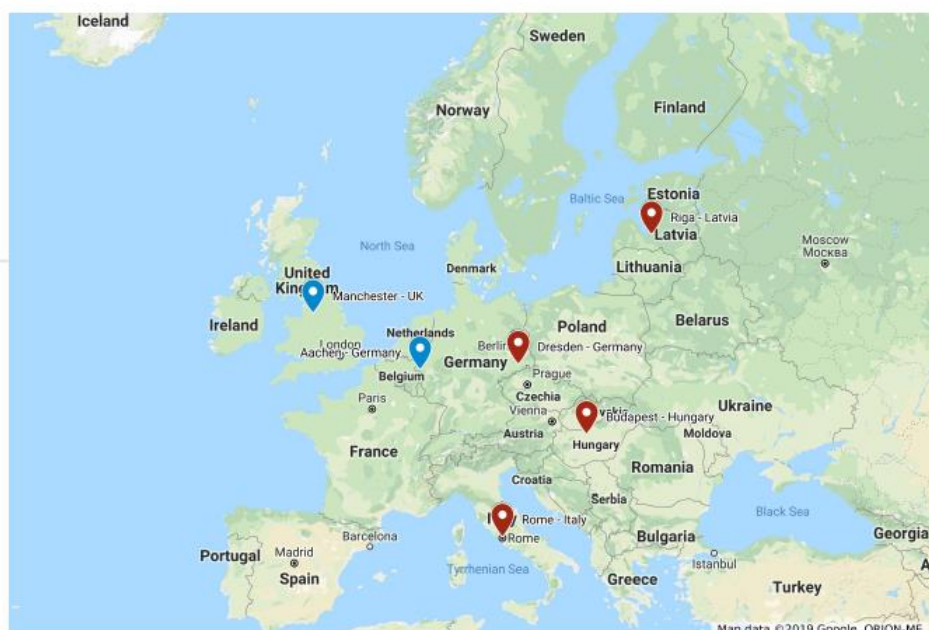 Iceland
Sweden
Norway
Finland
Baltic Sea
Estonia
Riga - Latvia
Latvia
North Sea
Moscow
Москва
Denmark
Lithuania
United
Kingdom
Manchester - UK
Ireland
Netherlands
Poland
Belarus
London
Aachen - Germany
Berlin
Dresden - Germany
Germany
Belgium
Prague
Czechia
Paris
Vienna
Budapest - Hungary
Ukraine
Austria
Hungary
Moldova
France
Romania
Croatia
Serbia
Rome - Italy
Rome
Black Sea
Barcelona
Bulgaria
Georgia
Portugal
Madrid
Spain
Tyrrhenian Sea
Istanbul
Greece
Turkey
Map data ©2019 Google, ORION-ME